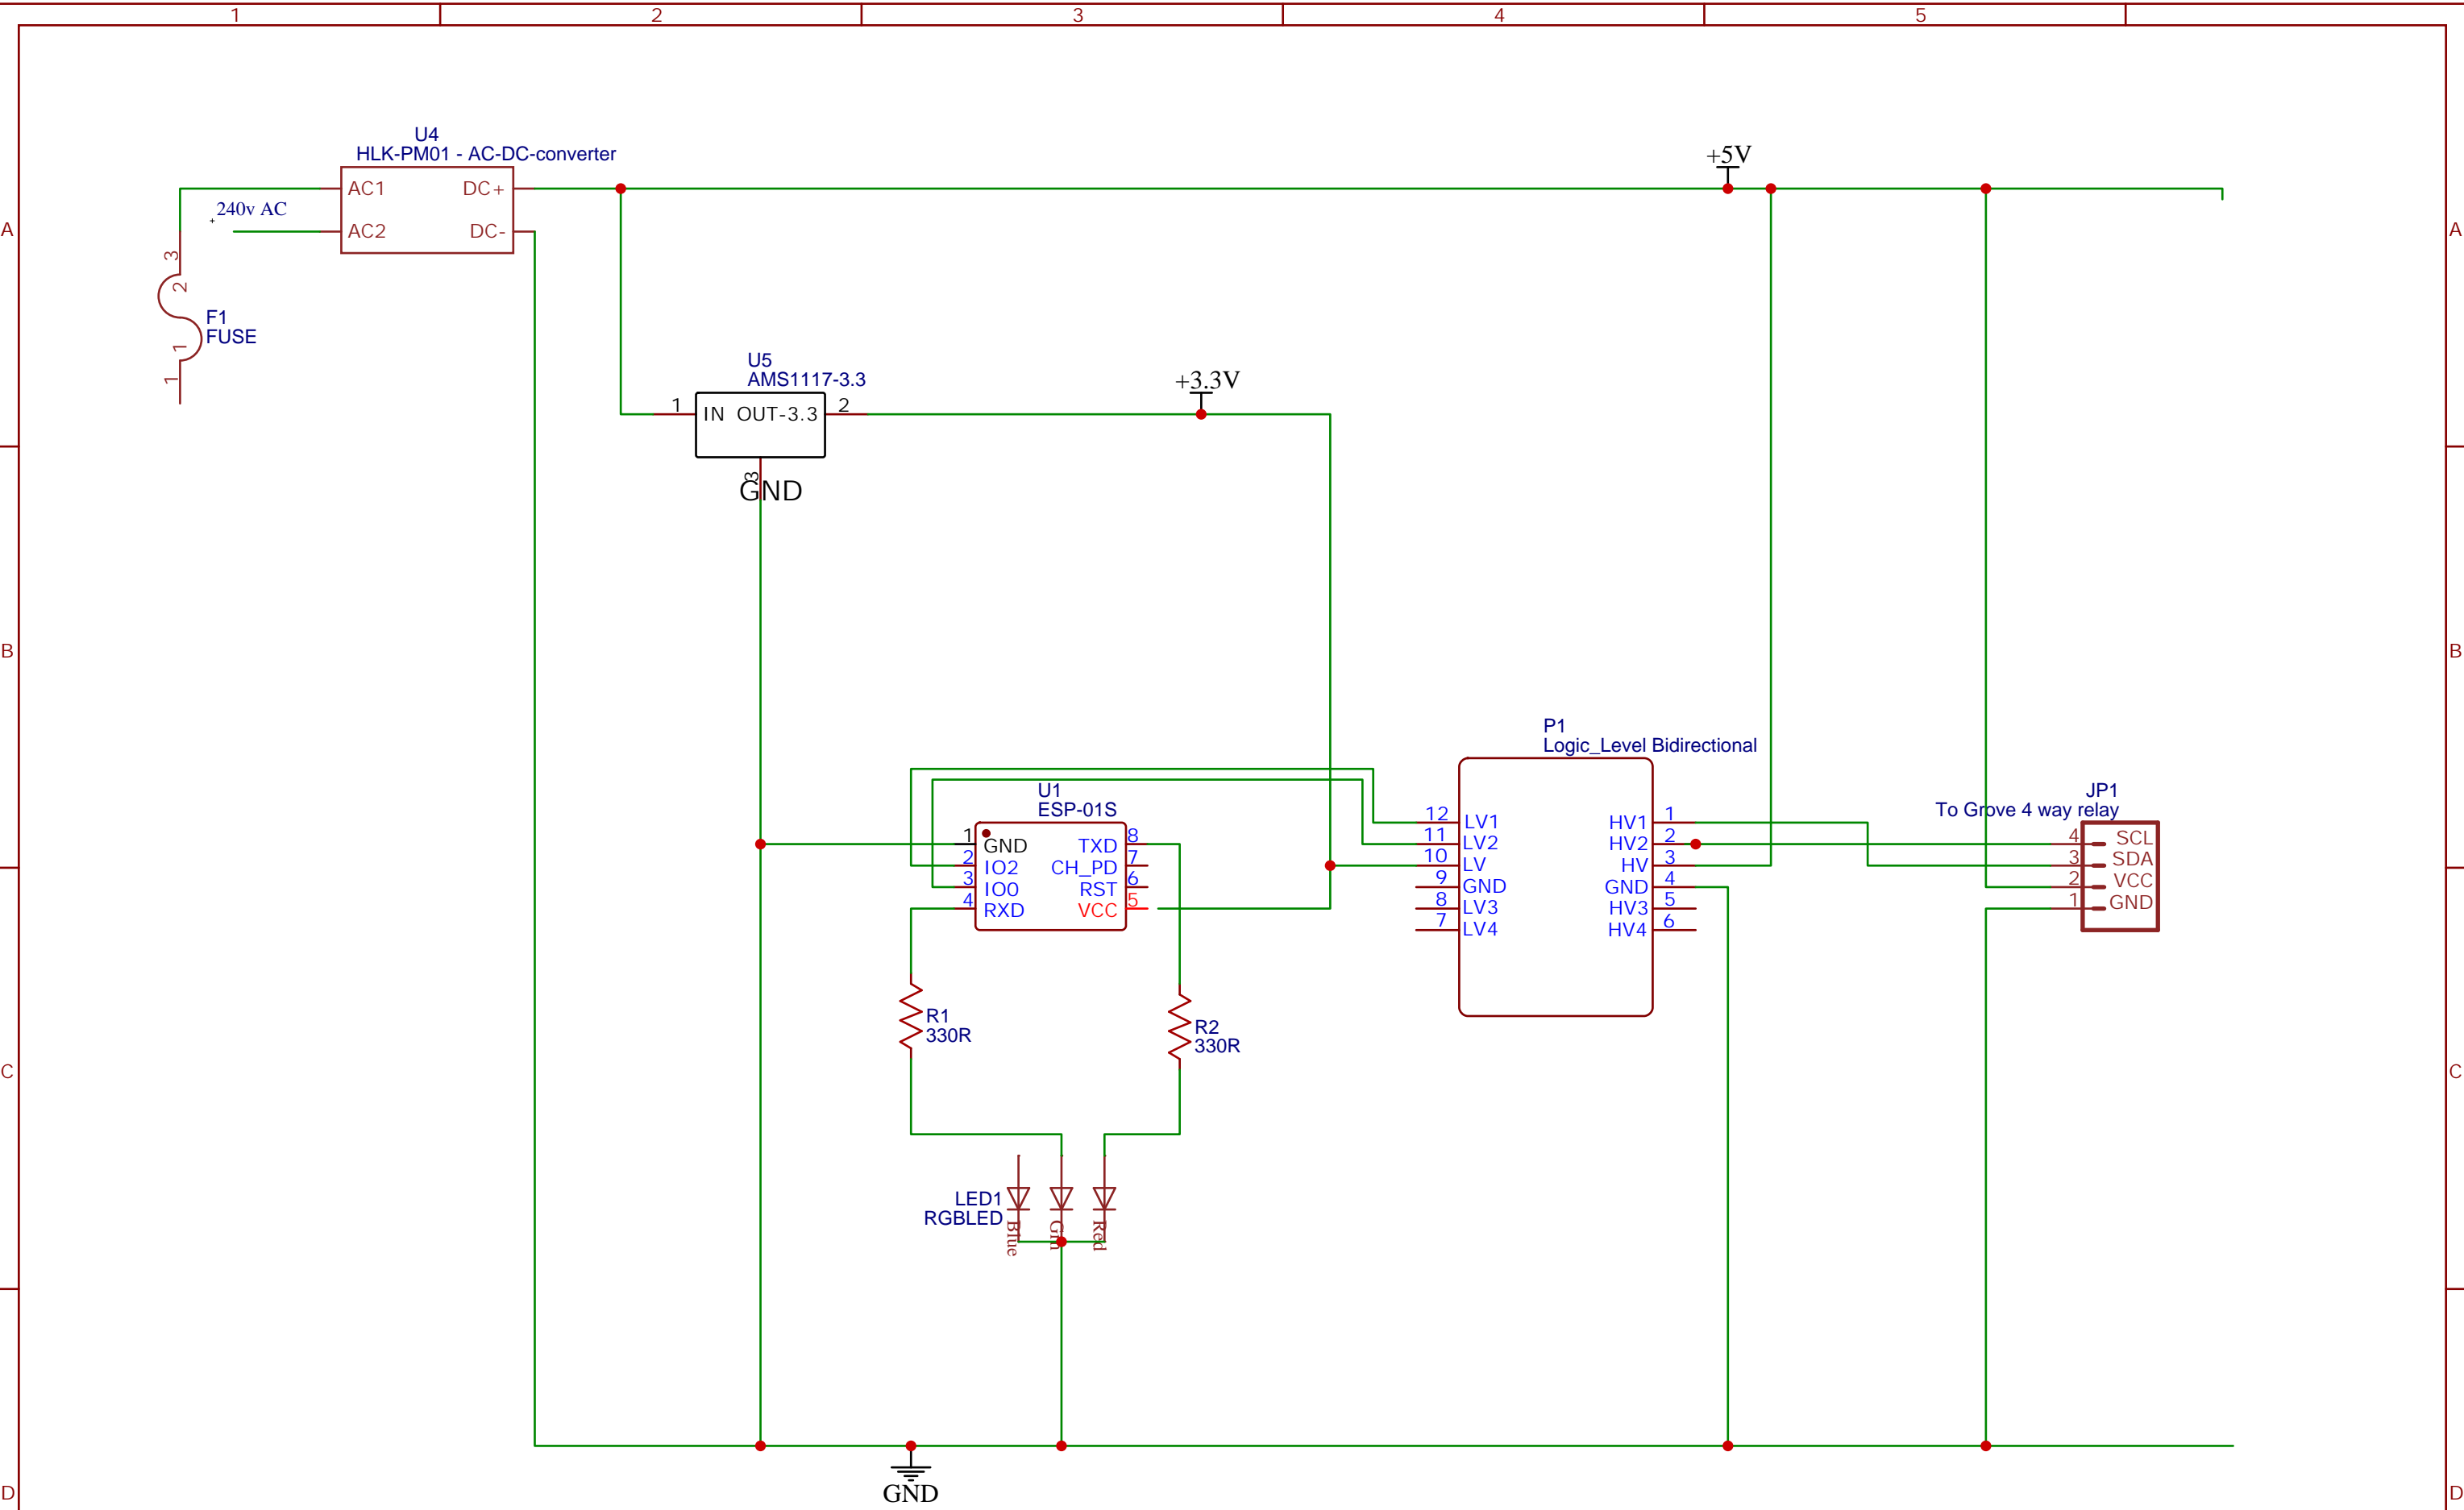 1 2 3 4 5
A A
B B
C C
D D
U4
HLK-PM01 - AC-DC-converter
AC1 DC+
AC2 DC-
240v AC
3
2
1
1
F1
FUSE
+5V
U5
AMS1117-3.3
1 IN OUT-3.3 2
3
GND
+3.3V
U1
ESP-01S
1 GND TXD 8
2 IO2 CH_PD 7
3 IO0 RST 6
4 RXD VCC 5
P1
Logic_Level Bidirectional
12 LV1 HV1 1
11 LV2 HV2 2
10 LV HV 3
9 GND GND 4
8 LV3 HV3 5
7 LV4 HV4 6
JP1
To Grove 4 way relay
4 SCL
3 SDA
2 VCC
1 GND
R1
330R
R2
330R
LED1
RGBLED
Blue
Grn
Red
GND